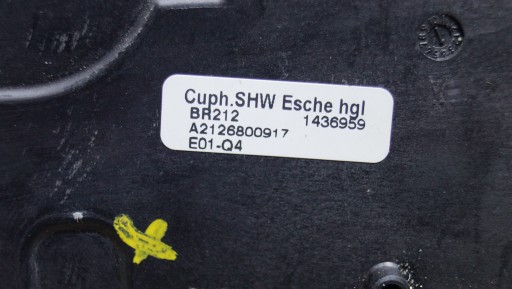 Cuph.SHW Esche hgl
BR212 1436959
A2126800917
E01-Q4